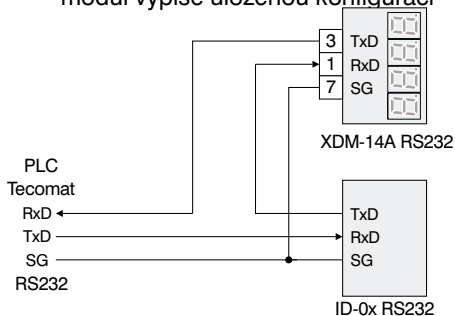 modul vypíše uloženou konfiguraci
3 TxD
1 RxD
7 SG
XDM-14A RS232
PLC
Tecomat
RxD
TxD
SG
RS232
TxD
RxD
SG
ID-0x RS232